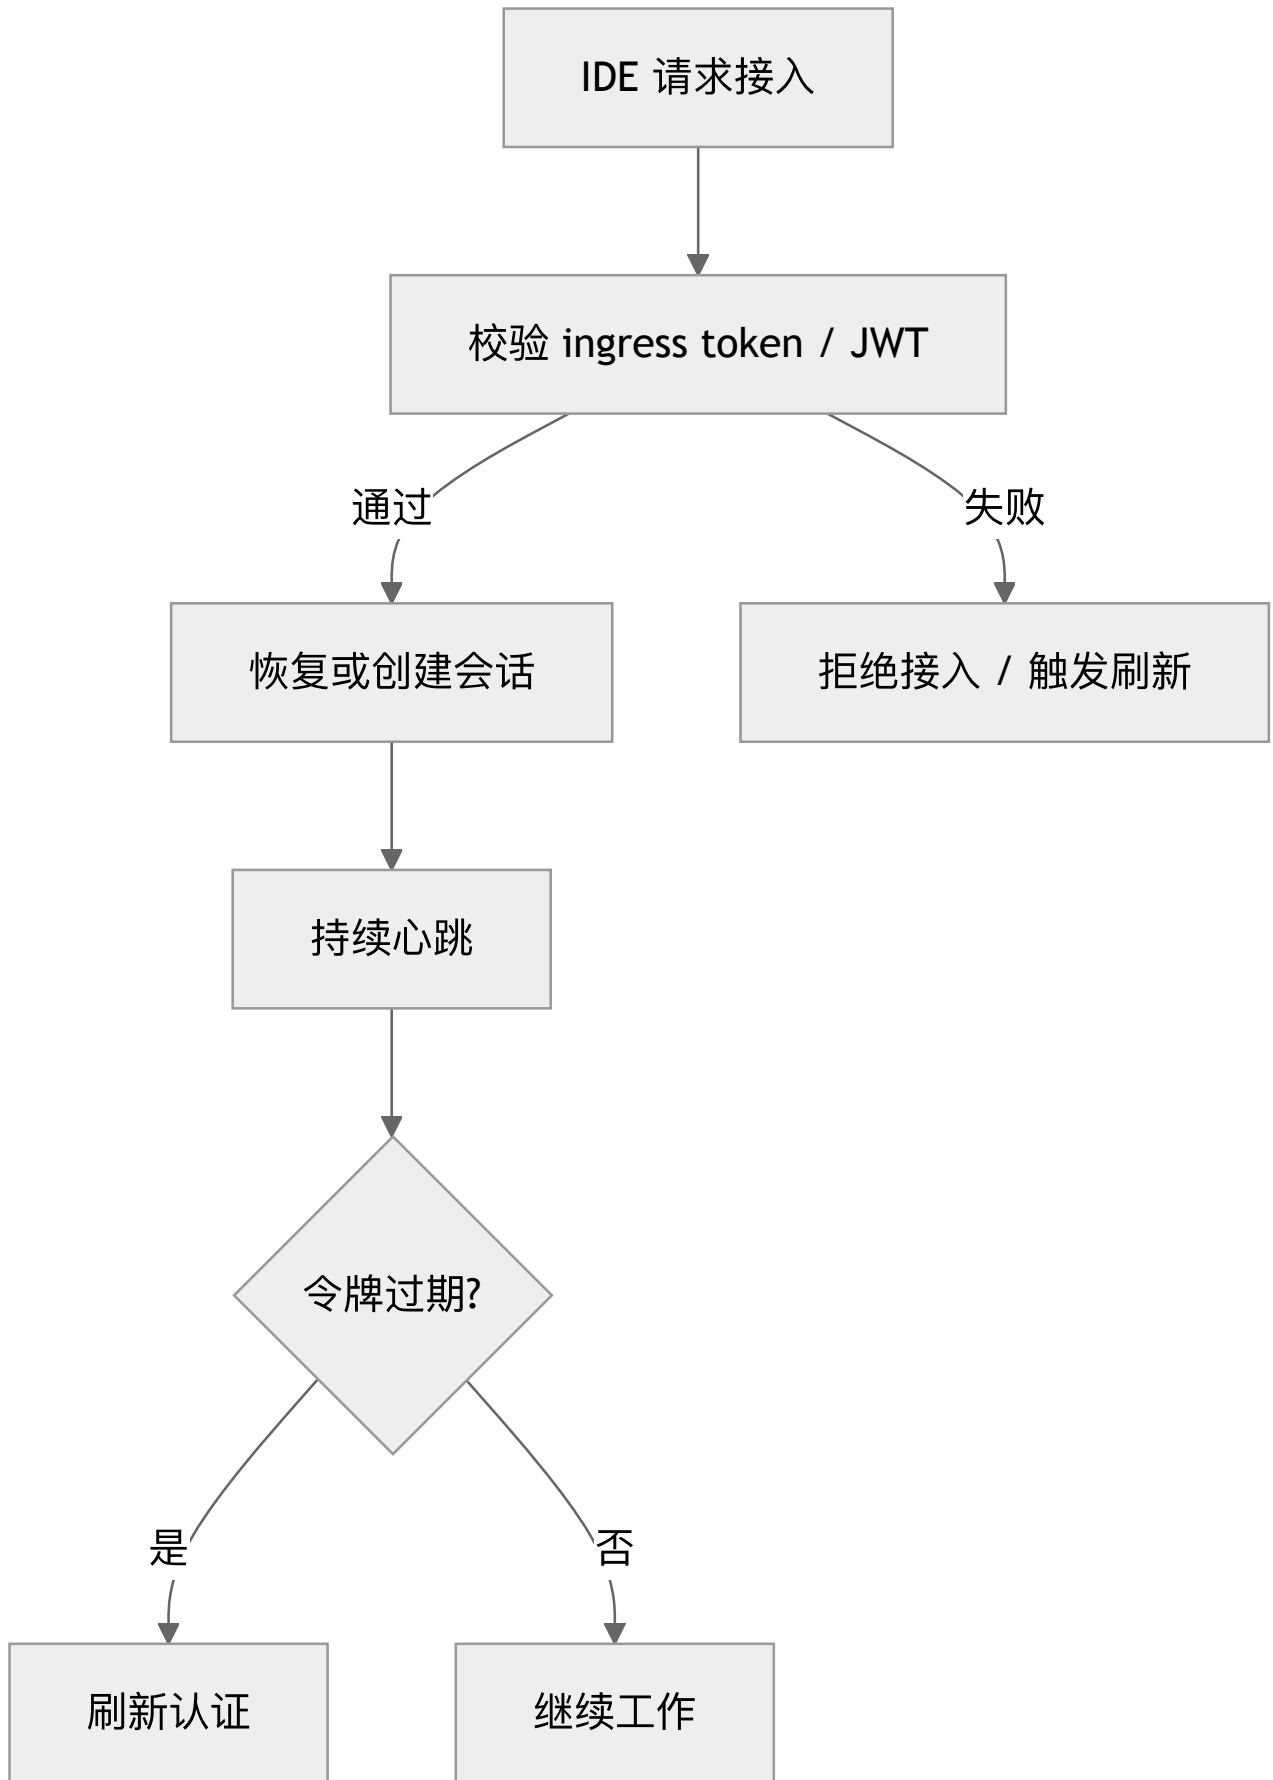 IDE 请求接入
校验 ingress token / JWT
通过
失败
恢复或创建会话
拒绝接入 / 触发刷新
持续心跳
令牌过期?
是
否
刷新认证
继续工作